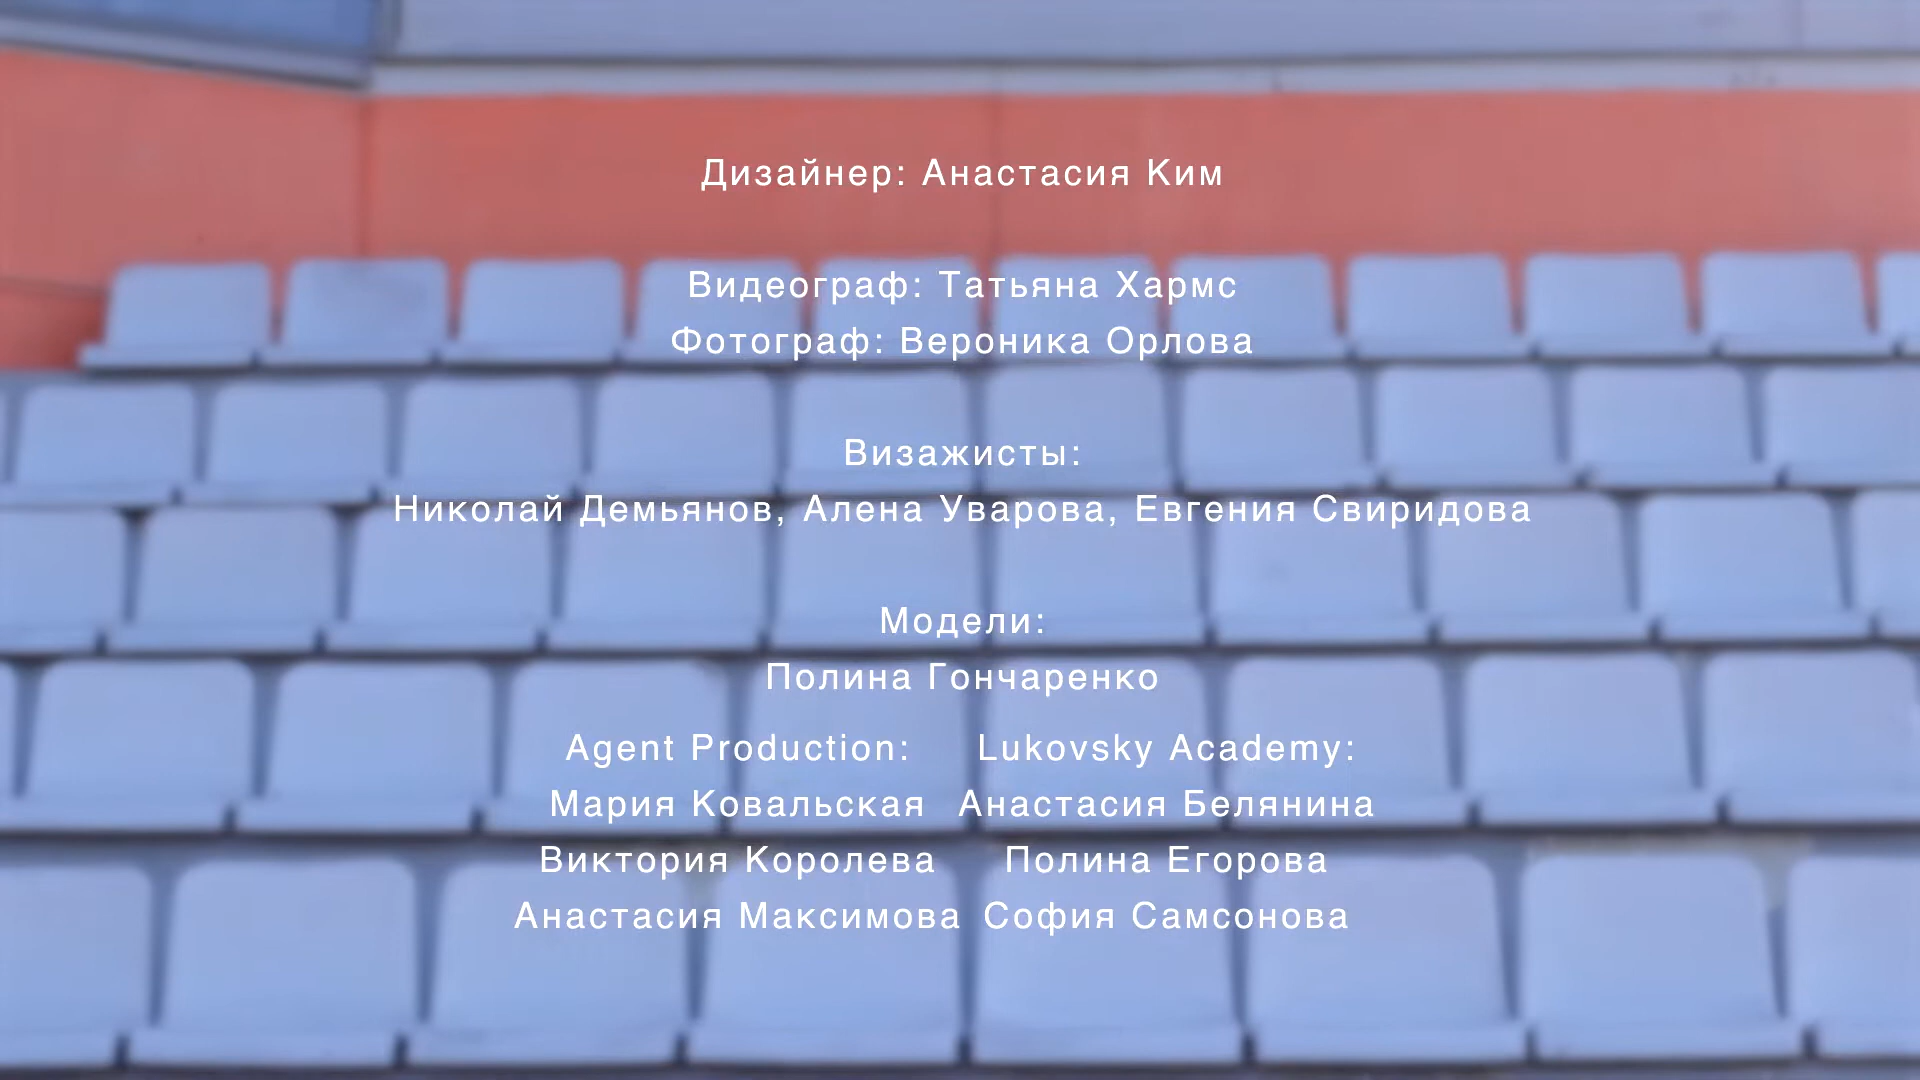 Дизайнер: Анастасия Ким
Видеограф: Татьяна Хармс
Фотограф: Вероника Орлова
Визажисты:
Николай Демьянов, Алена Уварова, Евгения Свиридова
Модели:
Полина Гончаренко
Agent Production:
Мария Ковальская
Виктория Королева
Анастасия Максимова
Lukovsky Academy:
Анастасия Белянина
Полина Егорова
София Самсонова